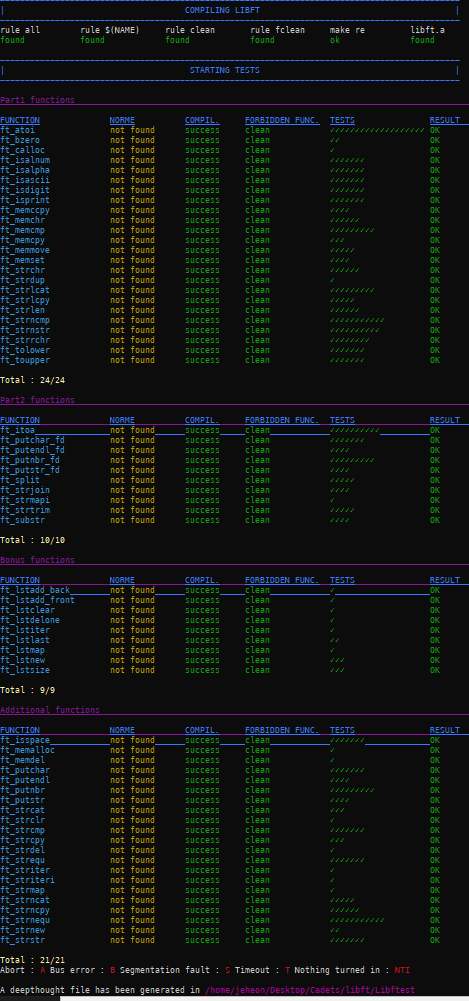 COMPILING LIBFT
rule all rule $(NAME) rule clean rule fclean make re libft.a
found found found found ok found
STARTING TESTS
Part1 functions
FUNCTION NORME COMPIL. FORBIDDEN FUNC. TESTS RESULT
ft_atoi not found success clean ✓✓✓✓✓✓✓✓✓✓✓✓✓✓✓✓✓✓✓ OK
ft_bzero not found success clean ✓✓ OK
ft_calloc not found success clean ✓ OK
ft_isalnum not found success clean ✓✓✓✓✓✓✓ OK
ft_isalpha not found success clean ✓✓✓✓✓✓✓ OK
ft_isascii not found success clean ✓✓✓✓✓✓✓ OK
ft_isdigit not found success clean ✓✓✓✓✓✓✓ OK
ft_isprint not found success clean ✓✓✓✓✓✓✓ OK
ft_memccpy not found success clean ✓✓✓✓ OK
ft_memchr not found success clean ✓✓✓✓✓✓ OK
ft_memcmp not found success clean ✓✓✓✓✓✓✓✓✓ OK
ft_memcpy not found success clean ✓✓✓ OK
ft_memmove not found success clean ✓✓✓✓✓ OK
ft_memset not found success clean ✓✓✓✓ OK
ft_strchr not found success clean ✓✓✓✓✓✓ OK
ft_strdup not found success clean ✓ OK
ft_strlcat not found success clean ✓✓✓✓✓✓✓✓✓ OK
ft_strlcpy not found success clean ✓✓✓✓✓ OK
ft_strlen not found success clean ✓✓✓✓✓✓ OK
ft_strncmp not found success clean ✓✓✓✓✓✓✓✓✓✓✓ OK
ft_strnstr not found success clean ✓✓✓✓✓✓✓✓✓✓ OK
ft_strrchr not found success clean ✓✓✓✓✓✓✓✓ OK
ft_tolower not found success clean ✓✓✓✓✓✓✓ OK
ft_toupper not found success clean ✓✓✓✓✓✓✓ OK
Total : 24/24
Part2 functions
FUNCTION NORME COMPIL. FORBIDDEN FUNC. TESTS RESULT
ft_itoa not found success clean ✓✓✓✓✓✓✓✓✓✓ OK
ft_putchar_fd not found success clean ✓✓✓✓✓✓✓ OK
ft_putendl_fd not found success clean ✓✓✓✓ OK
ft_putnbr_fd not found success clean ✓✓✓✓✓✓✓✓✓ OK
ft_putstr_fd not found success clean ✓✓✓✓ OK
ft_split not found success clean ✓✓✓✓✓ OK
ft_strjoin not found success clean ✓✓✓✓ OK
ft_strmapi not found success clean ✓ OK
ft_strtrim not found success clean ✓✓✓✓✓ OK
ft_substr not found success clean ✓✓✓✓ OK
Total : 10/10
Bonus functions
FUNCTION NORME COMPIL. FORBIDDEN FUNC. TESTS RESULT
ft_lstadd_back not found success clean ✓ OK
ft_lstadd_front not found success clean ✓ OK
ft_lstclear not found success clean ✓ OK
ft_lstdelone not found success clean ✓ OK
ft_lstiter not found success clean ✓ OK
ft_lstlast not found success clean ✓✓ OK
ft_lstmap not found success clean ✓ OK
ft_lstnew not found success clean ✓✓✓ OK
ft_lstsize not found success clean ✓✓✓ OK
Total : 9/9
Additional functions
FUNCTION NORME COMPIL. FORBIDDEN FUNC. TESTS RESULT
ft_isspace not found success clean ✓✓✓✓✓✓✓ OK
ft_memalloc not found success clean ✓ OK
ft_memdel not found success clean ✓ OK
ft_putchar not found success clean ✓✓✓✓✓✓✓ OK
ft_putendl not found success clean ✓✓✓✓ OK
ft_putnbr not found success clean ✓✓✓✓✓✓✓✓✓ OK
ft_putstr not found success clean ✓✓✓✓ OK
ft_strcat not found success clean ✓✓✓ OK
ft_strclr not found success clean ✓ OK
ft_strcmp not found success clean ✓✓✓✓✓✓✓ OK
ft_strcpy not found success clean ✓✓✓ OK
ft_strdel not found success clean ✓ OK
ft_strequ not found success clean ✓✓✓✓✓✓✓ OK
ft_striter not found success clean ✓ OK
ft_striteri not found success clean ✓ OK
ft_strmap not found success clean ✓ OK
ft_strncat not found success clean ✓✓✓✓✓ OK
ft_strncpy not found success clean ✓✓✓✓✓✓ OK
ft_strnequ not found success clean ✓✓✓✓✓✓✓✓✓✓✓ OK
ft_strnew not found success clean ✓✓ OK
ft_strstr not found success clean ✓✓✓✓✓✓✓ OK
Total : 21/21
Abort : A Bus error : B Segmentation fault : S Timeout : T Nothing turned in : NTI
A deepthought file has been generated in /home/jeheon/Desktop/Cadets/libft/Libftest